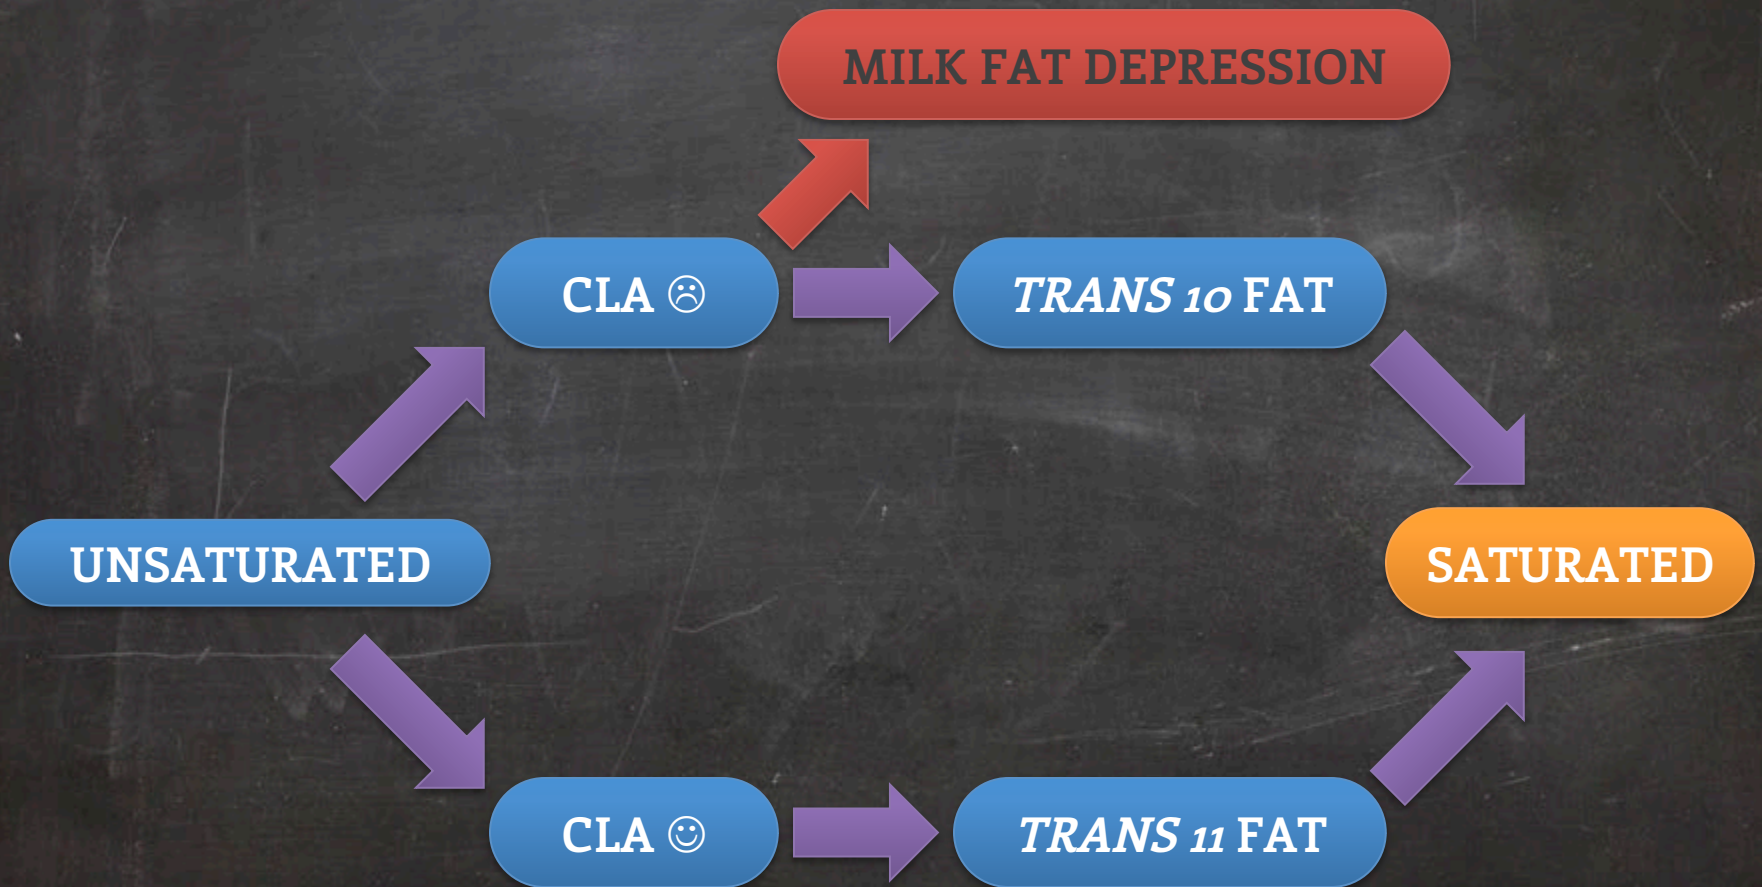 MILK FAT DEPRESSION
CLA ☹
TRANS 10 FAT
UNSATURATED
SATURATED
CLA ☺
TRANS 11 FAT